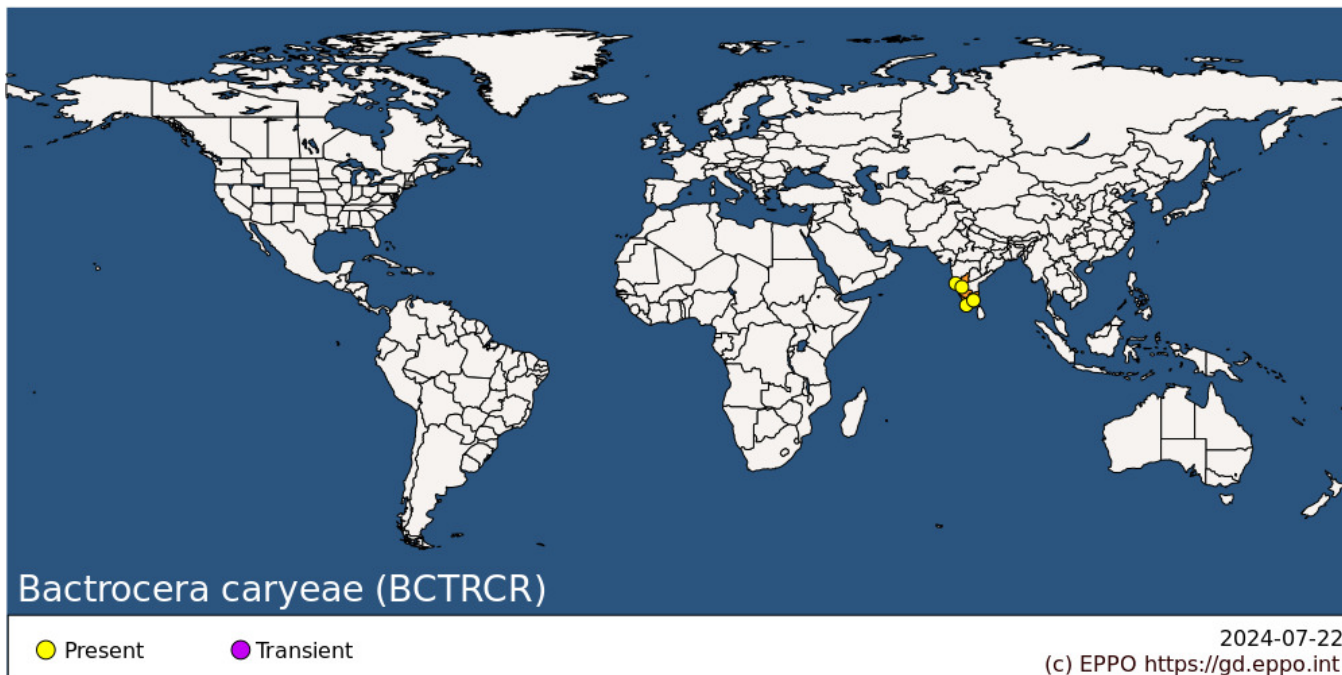 Bactrocera caryeae (BCTRCR)
Present
Transient
2024-07-22
(c) EPPO https://gd.eppo.int